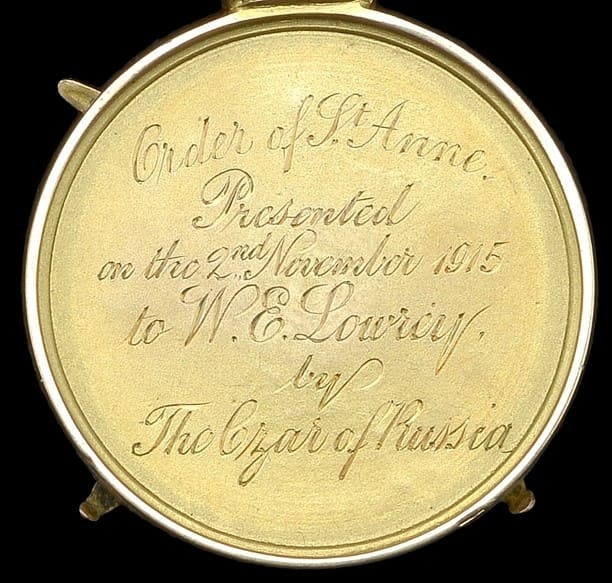 Order of St. Anne.
Presented
on the 2nd November 1915
to W. E. Lowrey.
by
The Czar of Russia